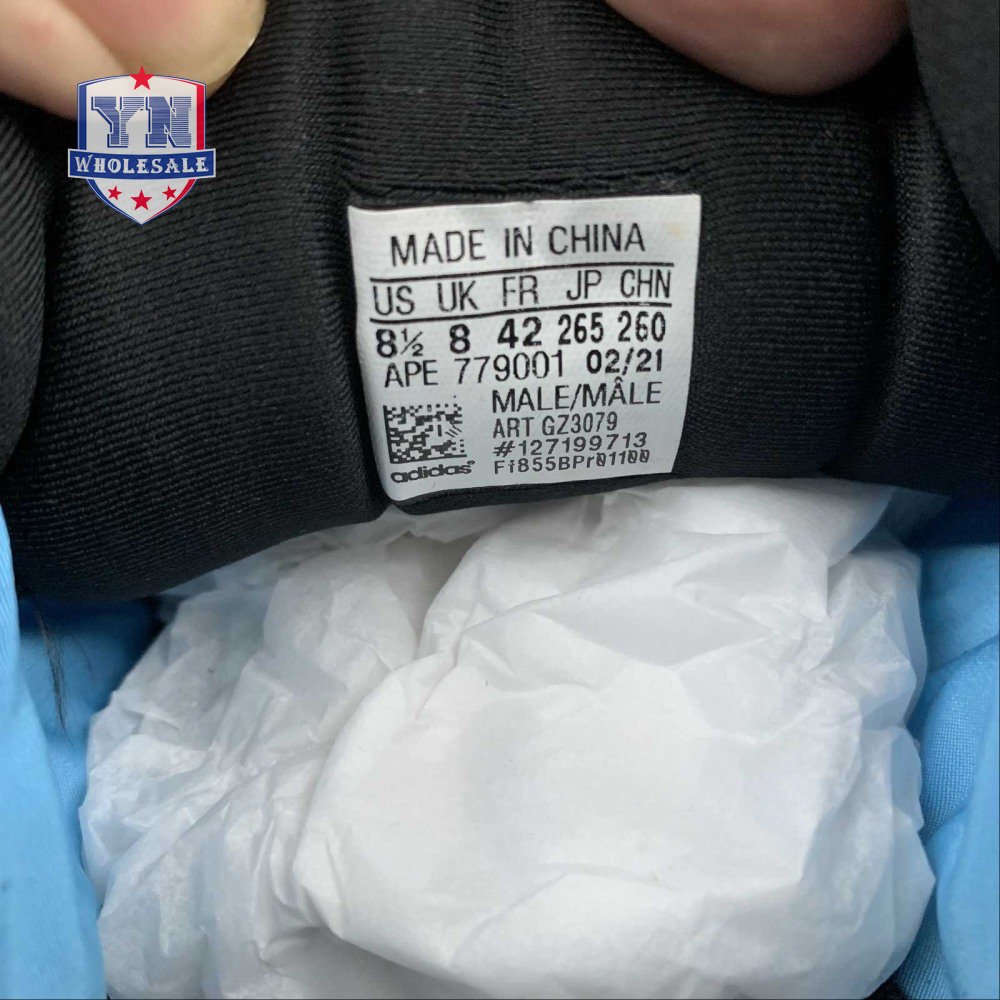 YN
WHOLESALE
MADE IN CHINA
US UK FR JP CHN
8½ 8 42 265 260
APE 779001 02/21
MALE/MÂLE
ART GZ3079
#127199713
Ff855BPr01100
adidas